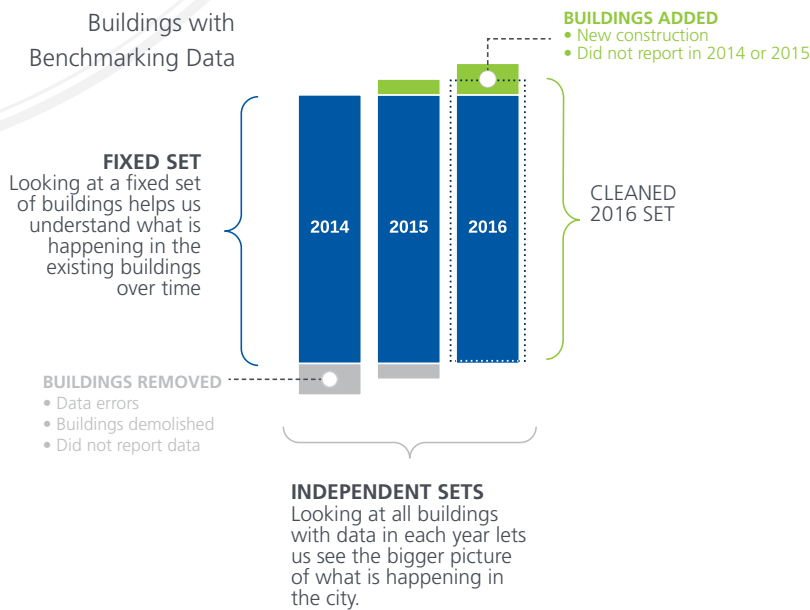 Buildings with
Benchmarking Data
BUILDINGS ADDED
• New construction
• Did not report in 2014 or 2015
FIXED SET
Looking at a fixed set
of buildings helps us
understand what is
happening in the
existing buildings
over time
2014
2015
2016
CLEANED
2016 SET
BUILDINGS REMOVED
• Data errors
• Buildings demolished
• Did not report data
INDEPENDENT SETS
Looking at all buildings
with data in each year lets
us see the bigger picture
of what is happening in
the city.